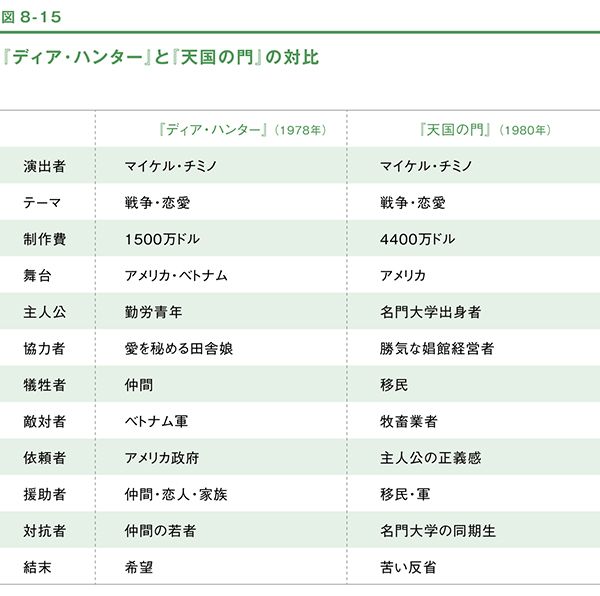 図 8-15
『ディア・ハンター』と『天国の門』の対比
『ディア・ハンター』（1978年） 『天国の門』（1980年）
演出者 マイケル・チミノ マイケル・チミノ
テーマ 戦争・恋愛 戦争・恋愛
制作費 1500万ドル 4400万ドル
舞台 アメリカ・ベトナム アメリカ
主人公 勤労青年 名門大学出身者
協力者 愛を秘める田舎娘 勝気な娼館経営者
犠牲者 仲間 移民
敵対者 ベトナム軍 牧畜業者
依頼者 アメリカ政府 主人公の正義感
援助者 仲間・恋人・家族 移民・軍
対抗者 仲間の若者 名門大学の同期生
結末 希望 苦い反省